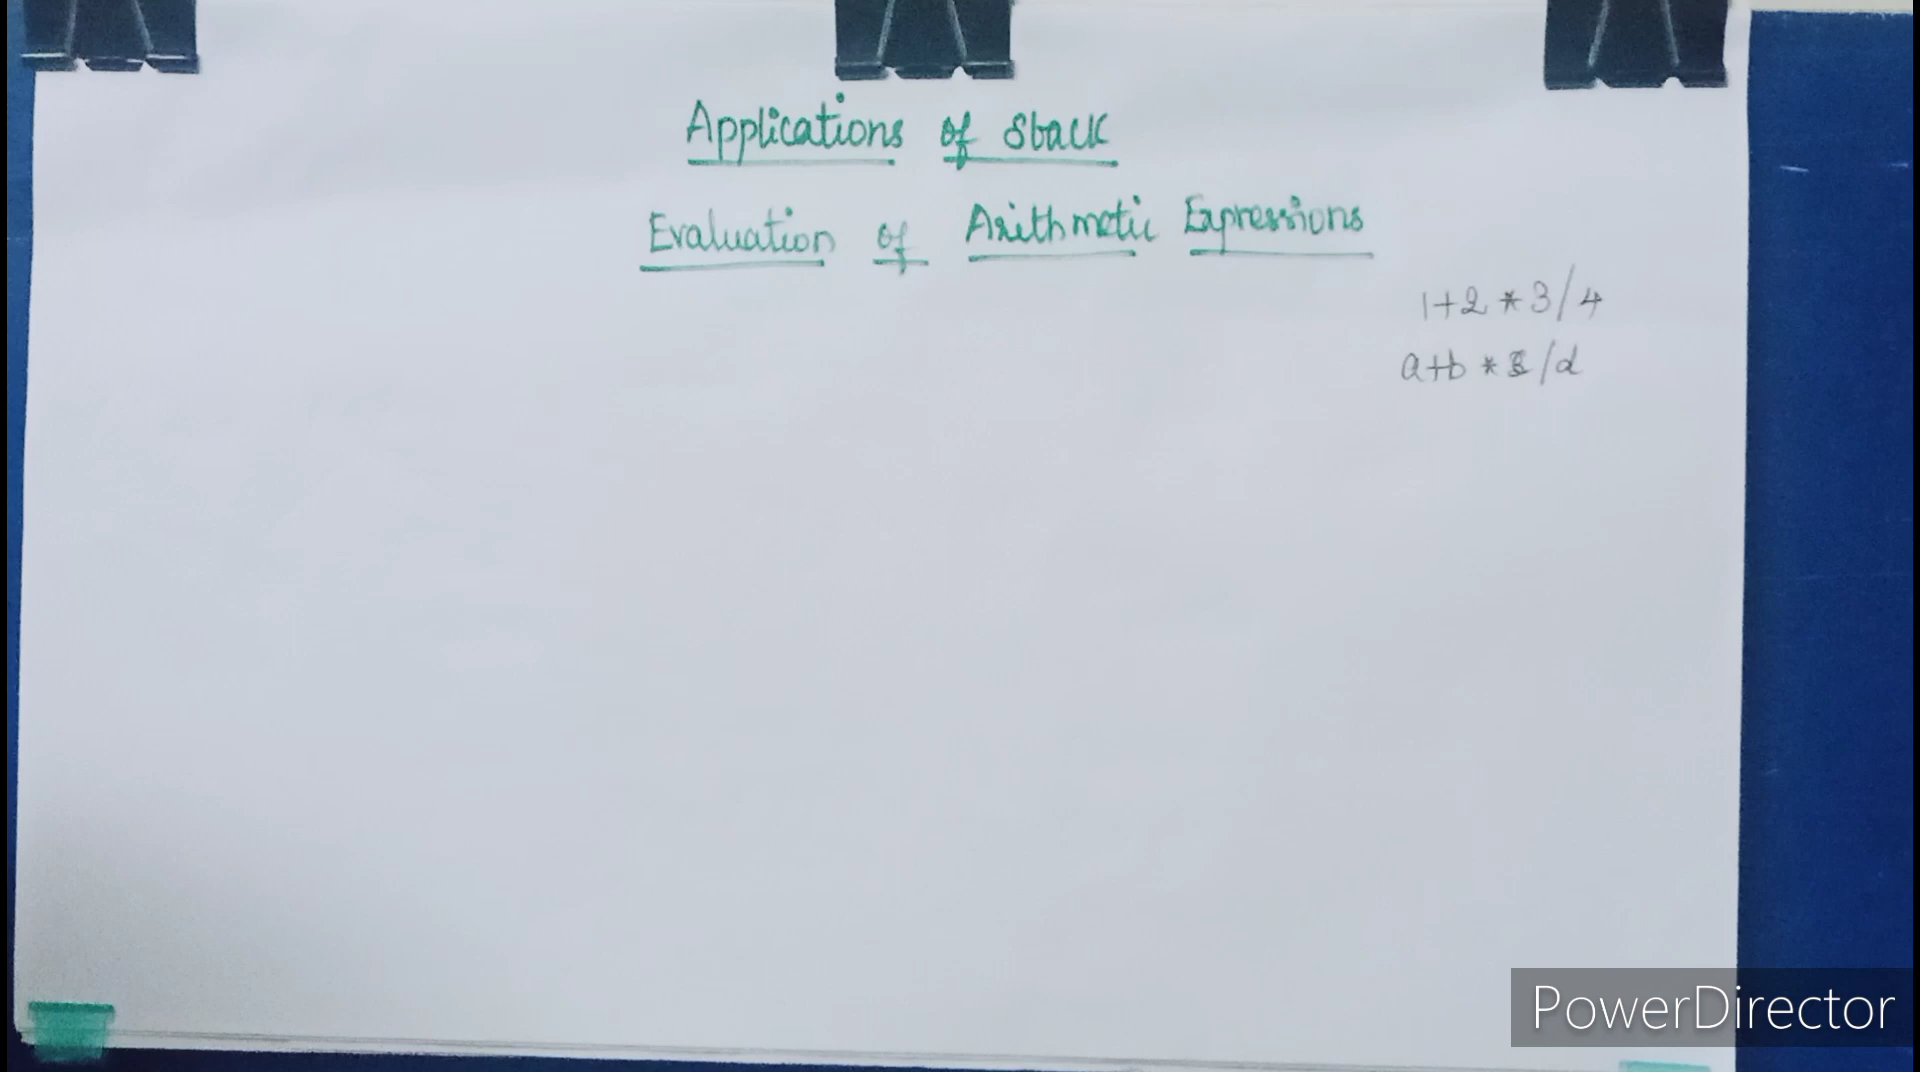 Applications of Stack
Evaluation of Arithmetic Expressions
1+2*3/4
a+b* /d
PowerDirector